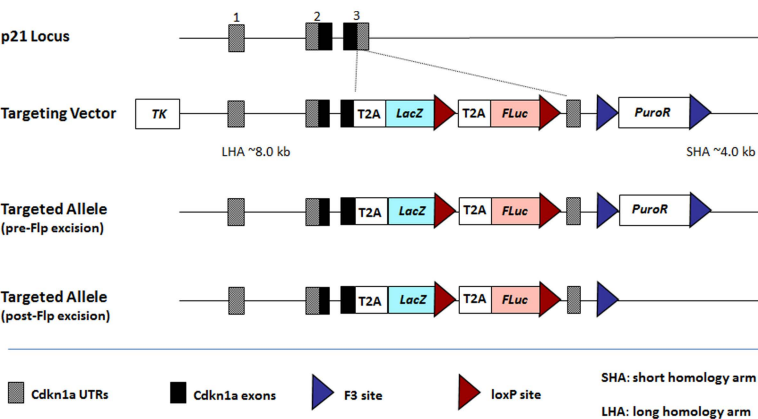 1 2 3
p21 Locus
Targeting Vector TK T2A LacZ T2A FLuc PuroR
LHA ~8.0 kb SHA ~4.0 kb
Targeted Allele
(pre-Flp excision)
T2A LacZ T2A FLuc PuroR
Targeted Allele
(post-Flp excision)
T2A LacZ T2A FLuc
Cdkn1a UTRs Cdkn1a exons F3 site loxP site
SHA: short homology arm
LHA: long homology arm